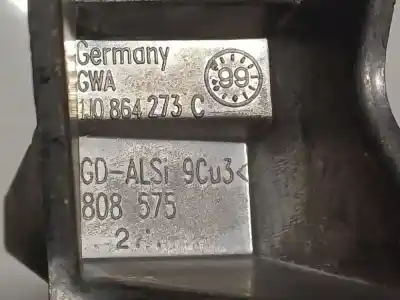 Germany
GWA
99
1J0 864 273 C
GD-ALSi 9Cu3<
808 575
2